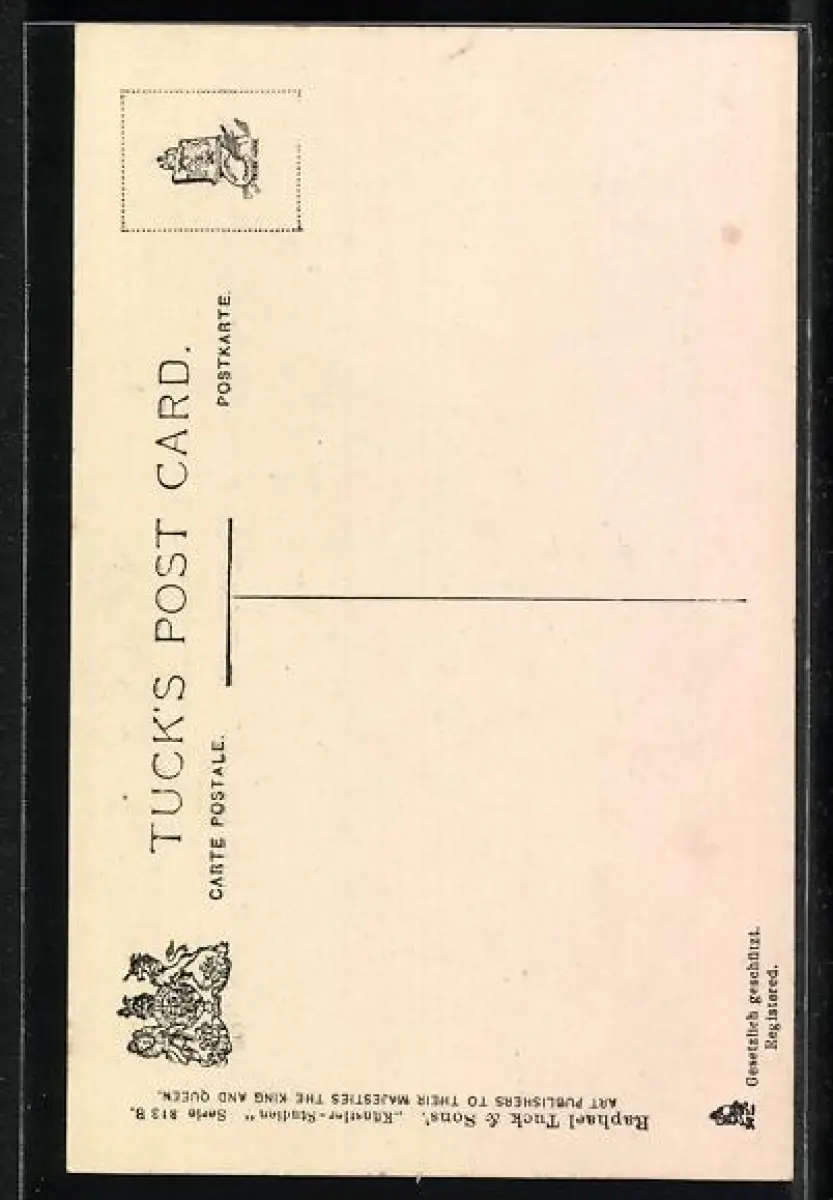 TUCK'S POST CARD.
CARTE POSTALE.
POSTKARTE.
Raphael Tuck & Sons', „Künstler-Studien" Serie 813 B.
ART PUBLISHERS TO THEIR MAJESTIES THE KING AND QUEEN.
Gesetzlich geschützt.
Registered.